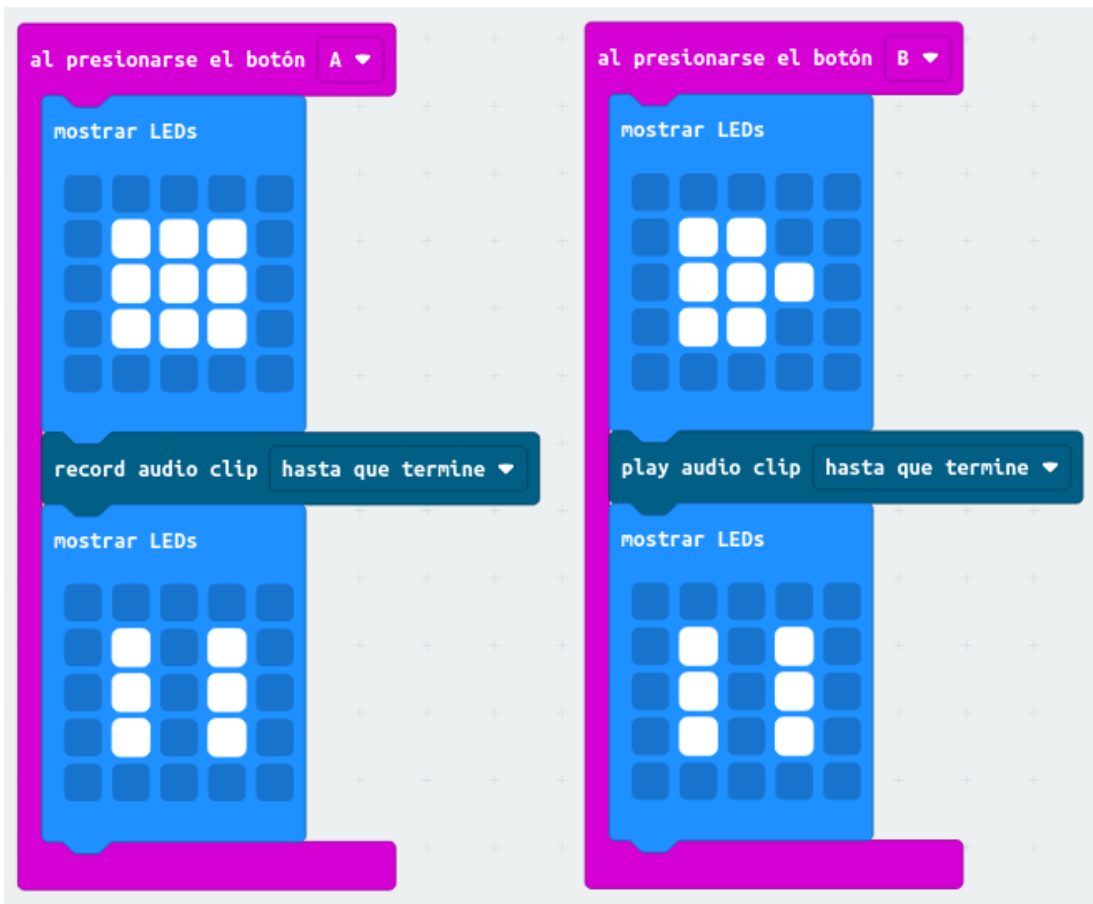 al presionarse el botón A
mostrar LEDs
record audio clip hasta que termine
mostrar LEDs
al presionarse el botón B
mostrar LEDs
play audio clip hasta que termine
mostrar LEDs